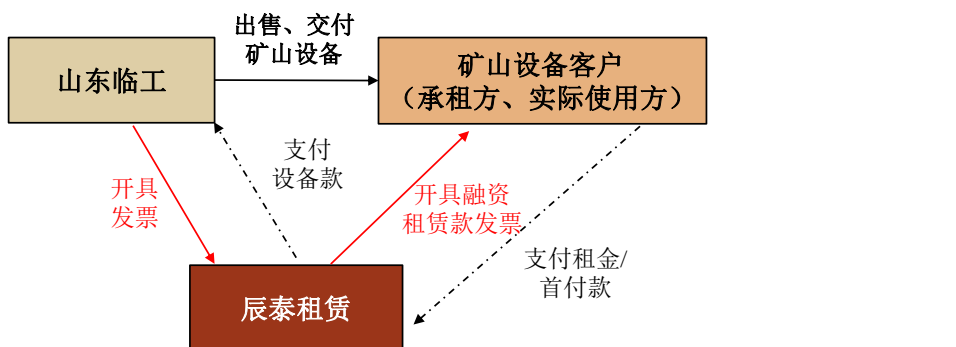 出售、交付
矿山设备
山东临工
矿山设备客户
（承租方、实际使用方）
支付
设备款
开具
发票
开具融资
租赁款发票
支付租金/
首付款
辰泰租赁